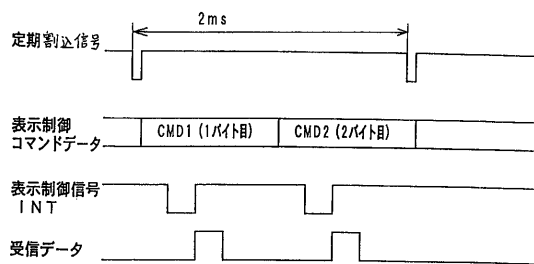 2ms
定期割込信号
表示制御
コマンドデータ
CMD1 (1バイト目)
CMD2 (2バイト目)
表示制御信号
INT
受信データ